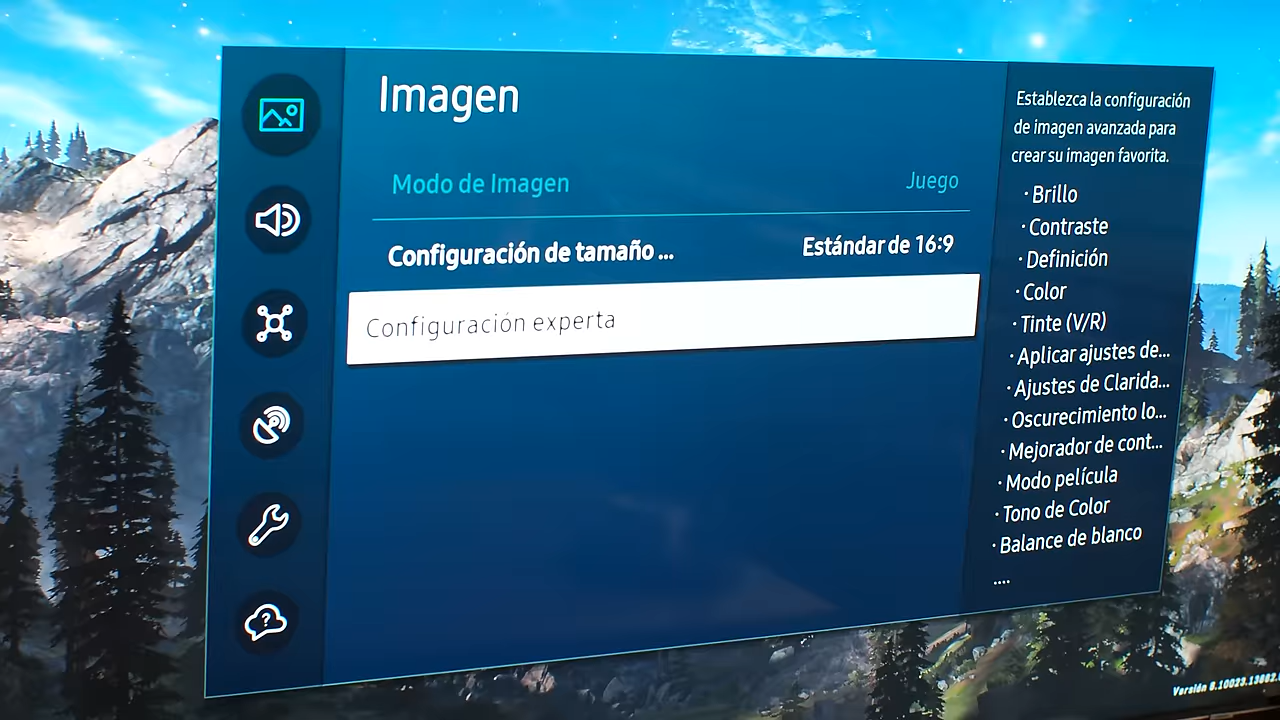 Imagen
Modo de Imagen Juego
Configuración de tamaño ... Estándar de 16:9
Configuración experta
Establezca la configuración
de imagen avanzada para
crear su imagen favorita.
· Brillo
· Contraste
· Definición
· Color
· Tinte (V/R)
· Aplicar ajustes de...
· Ajustes de Clarida...
· Oscurecimiento lo...
· Mejorador de cont...
· Modo película
· Tono de Color
· Balance de blanco
....
?
Versión